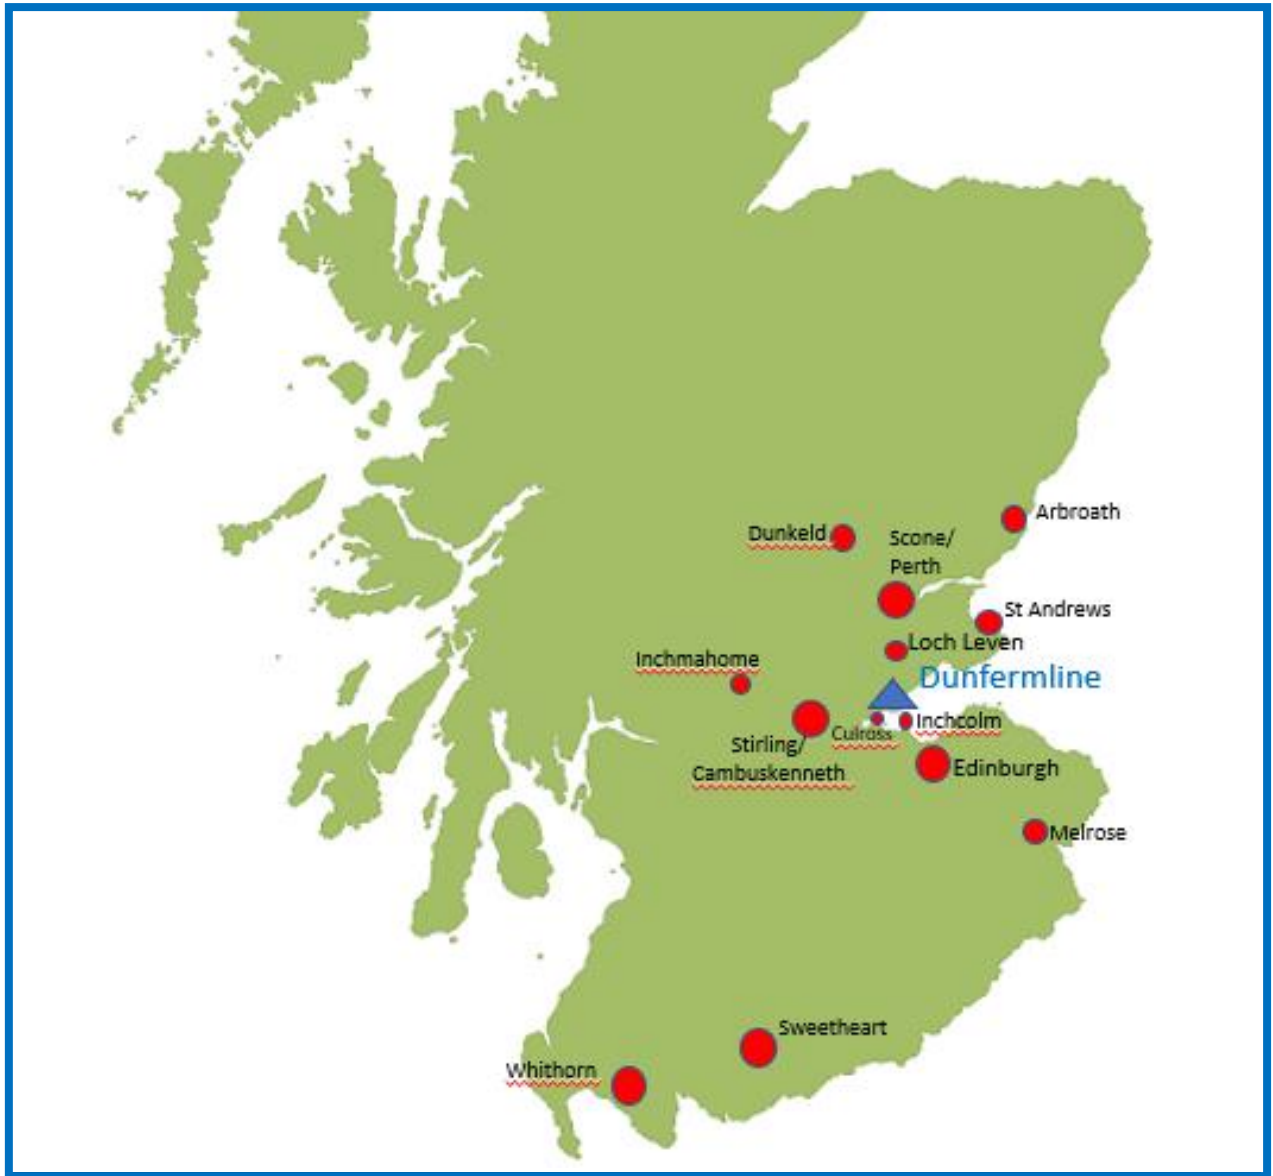 Arbroath
Dunkeld
Scone/
Perth
St Andrews
Loch Leven
Inchmahome
Dunfermline
Inchcolm
Culross
Stirling/
Cambuskenneth
Edinburgh
Melrose
Sweetheart
Whithorn